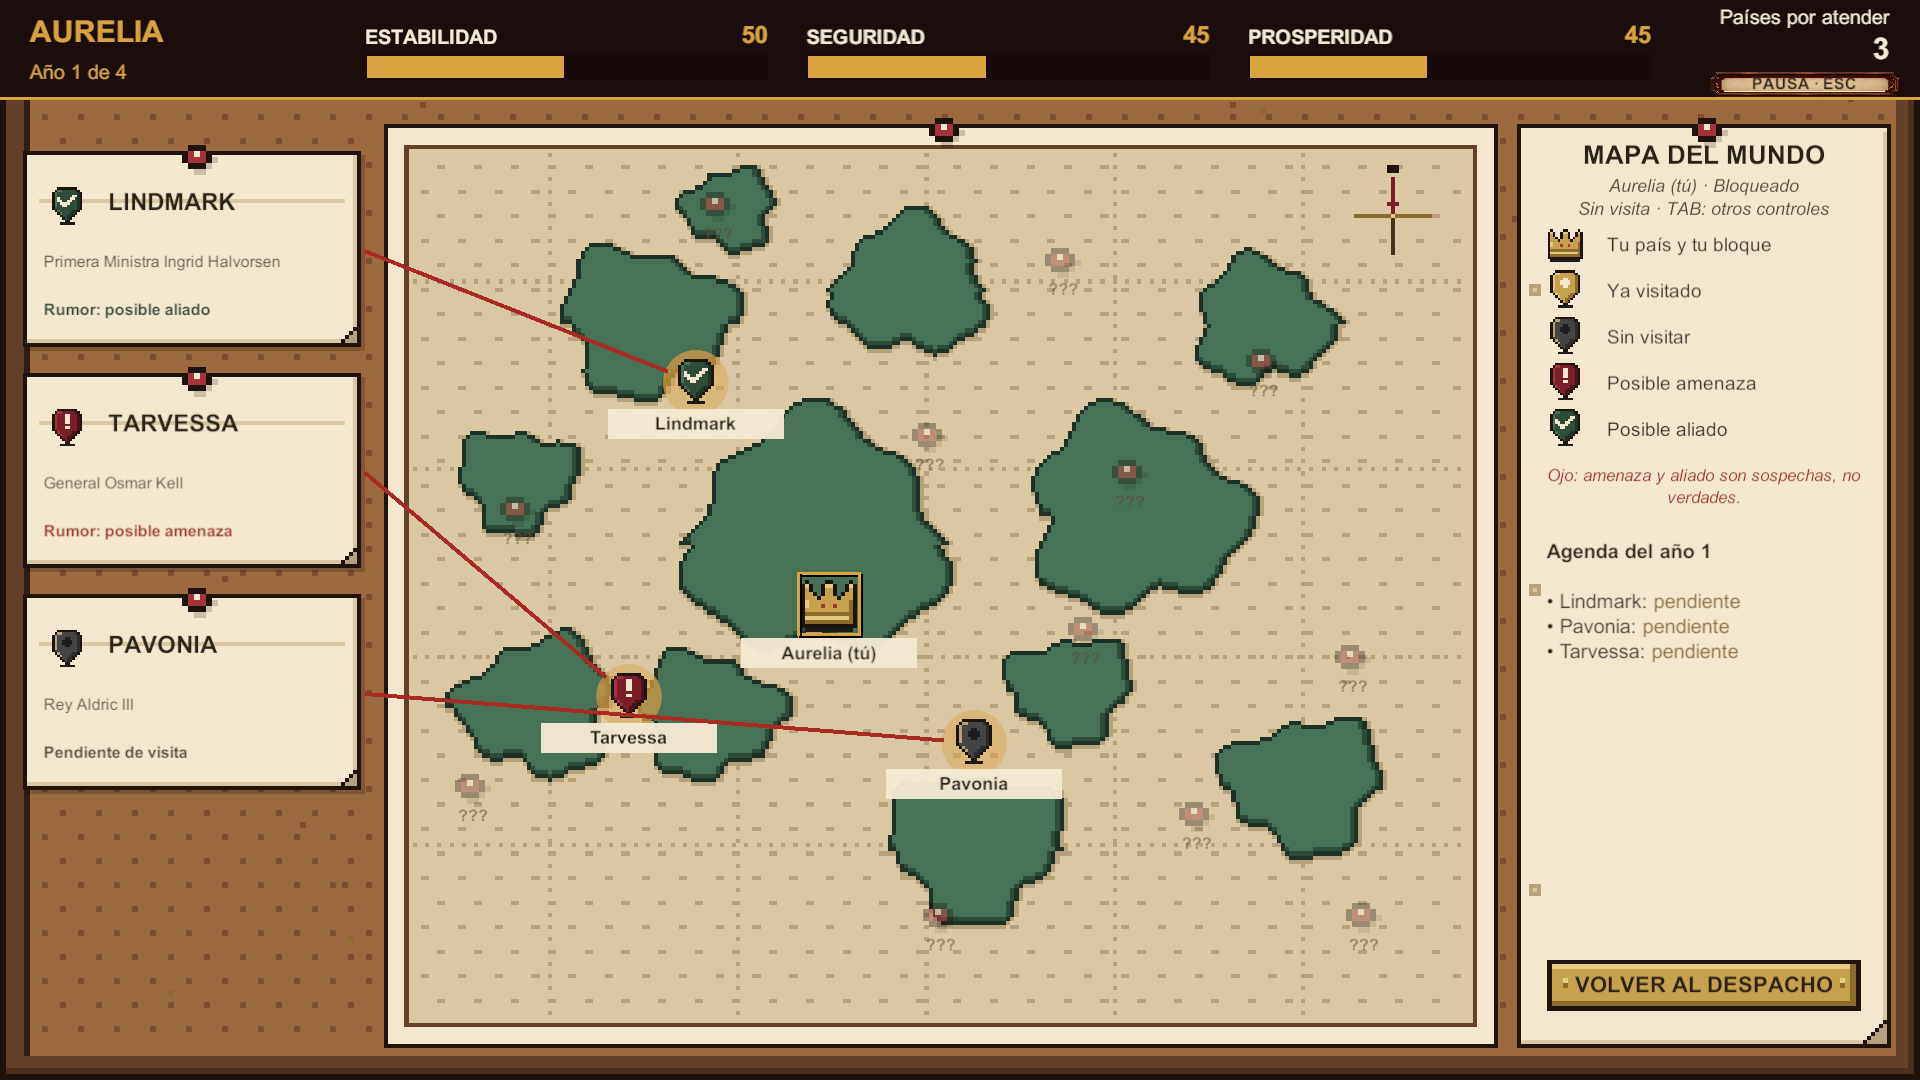 AURELIA
Año 1 de 4
ESTABILIDAD 50
SEGURIDAD 45
PROSPERIDAD 45
Países por atender
3
PAUSA · ESC
LINDMARK
Primera Ministra Ingrid Halvorsen
Rumor: posible aliado
TARVESSA
General Osmar Kell
Rumor: posible amenaza
PAVONIA
Rey Aldric III
Pendiente de visita
???
???
???
Lindmark
???
???
???
Aurelia (tú)
???
???
Tarvessa
Pavonia
???
???
???
???
MAPA DEL MUNDO
Aurelia (tú) · Bloqueado
Sin visita · TAB: otros controles
Tu país y tu bloque
Ya visitado
Sin visitar
Posible amenaza
Posible aliado
Ojo: amenaza y aliado son sospechas, no
verdades.
Agenda del año 1
• Lindmark: pendiente
• Pavonia: pendiente
• Tarvessa: pendiente
VOLVER AL DESPACHO